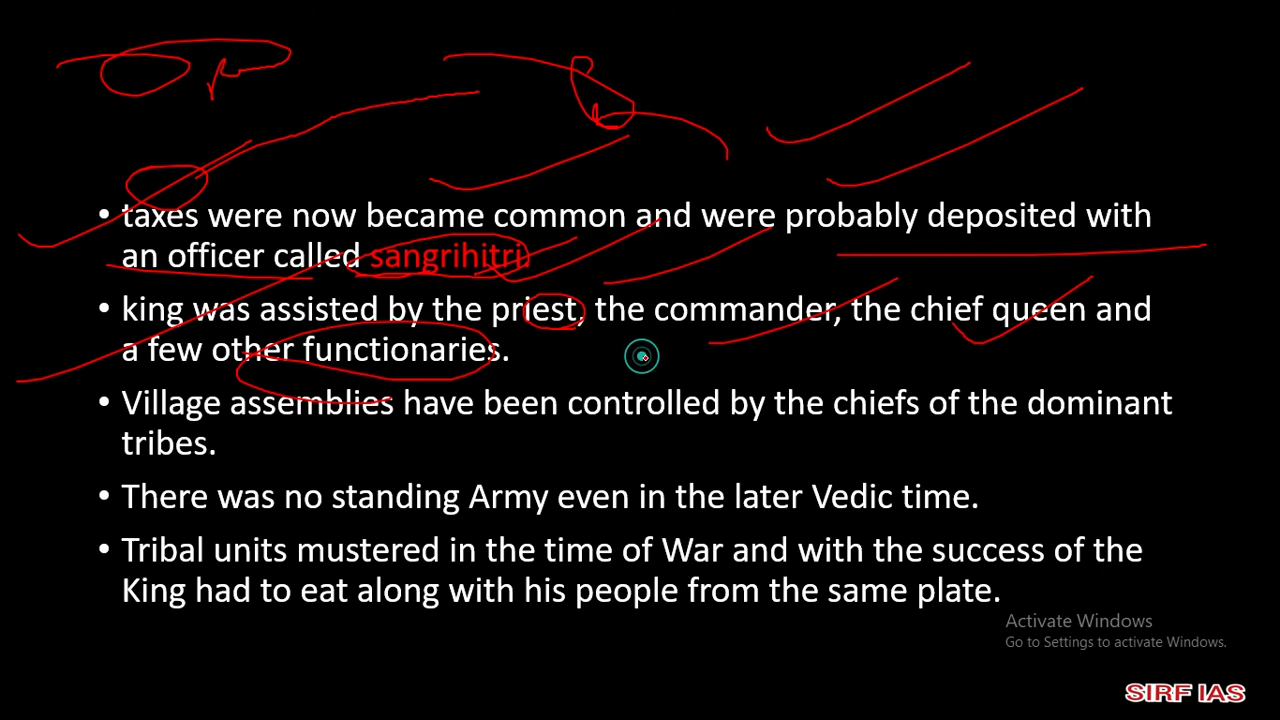 • taxes were now became common and were probably deposited with
an officer called sangrihitri.
• king was assisted by the priest, the commander, the chief queen and
a few other functionaries.
• Village assemblies have been controlled by the chiefs of the dominant
tribes.
• There was no standing Army even in the later Vedic time.
• Tribal units mustered in the time of War and with the success of the
King had to eat along with his people from the same plate.
Activate Windows
Go to Settings to activate Windows.
SIRF IAS